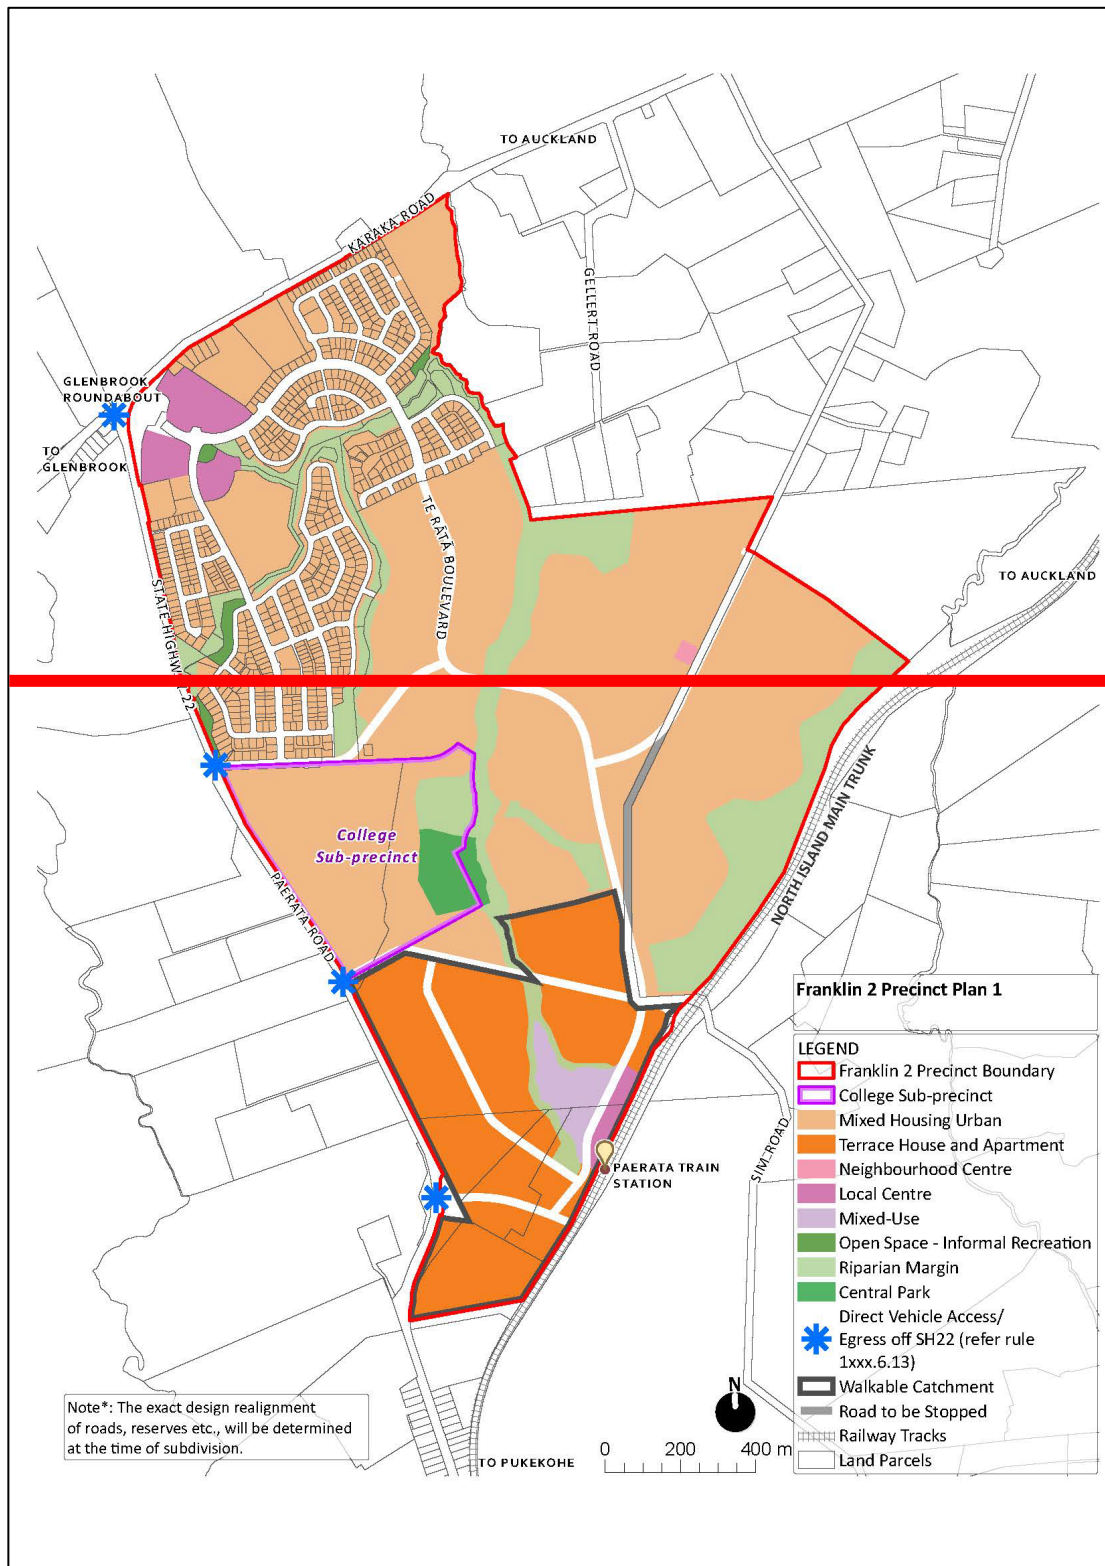 TO AUCKLAND
KARAKA ROAD
GELLERT ROAD
GLENBROOK
ROUNDABOUT
TO
GLENBROOK
TE RĀTĀ BOULEVARD
TO AUCKLAND
STATE HIGHWAY 22
NORTH ISLAND MAIN TRUNK
College
Sub-precinct
PAERATA ROAD
SIM ROAD
PAERATA TRAIN
STATION
Franklin 2 Precinct Plan 1
LEGEND
Franklin 2 Precinct Boundary
College Sub-precinct
Mixed Housing Urban
Terrace House and Apartment
Neighbourhood Centre
Local Centre
Mixed-Use
Open Space - Informal Recreation
Riparian Margin
Central Park
Direct Vehicle Access/
Egress off SH22 (refer rule
1xxx.6.13)
Walkable Catchment
Road to be Stopped
Railway Tracks
Land Parcels
Note*: The exact design realignment
of roads, reserves etc., will be determined
at the time of subdivision.
N
0 200 400 m
TO PUKEKOHE